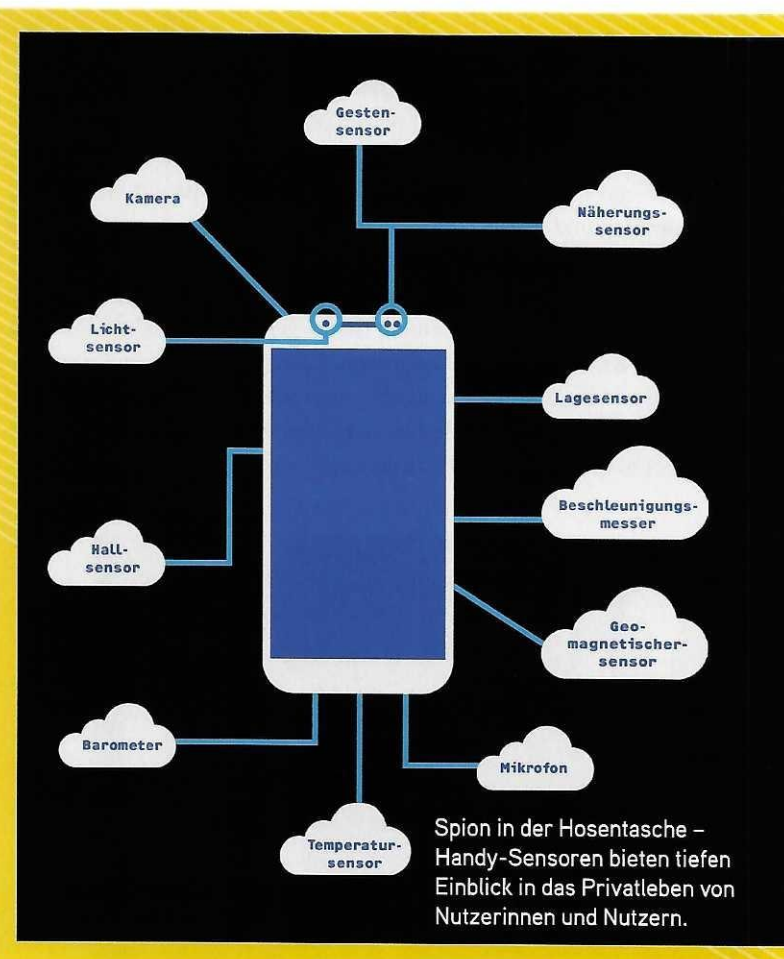 Gesten-
sensor
Kamera
Näherungs-
sensor
Licht-
sensor
Lagesensor
Beschleunigungs-
messer
Hall-
sensor
Geo-
magnetischer-
sensor
Barometer
Mikrofon
Temperatur-
sensor
Spion in der Hosentasche –
Handy-Sensoren bieten tiefen
Einblick in das Privatleben von
Nutzerinnen und Nutzern.